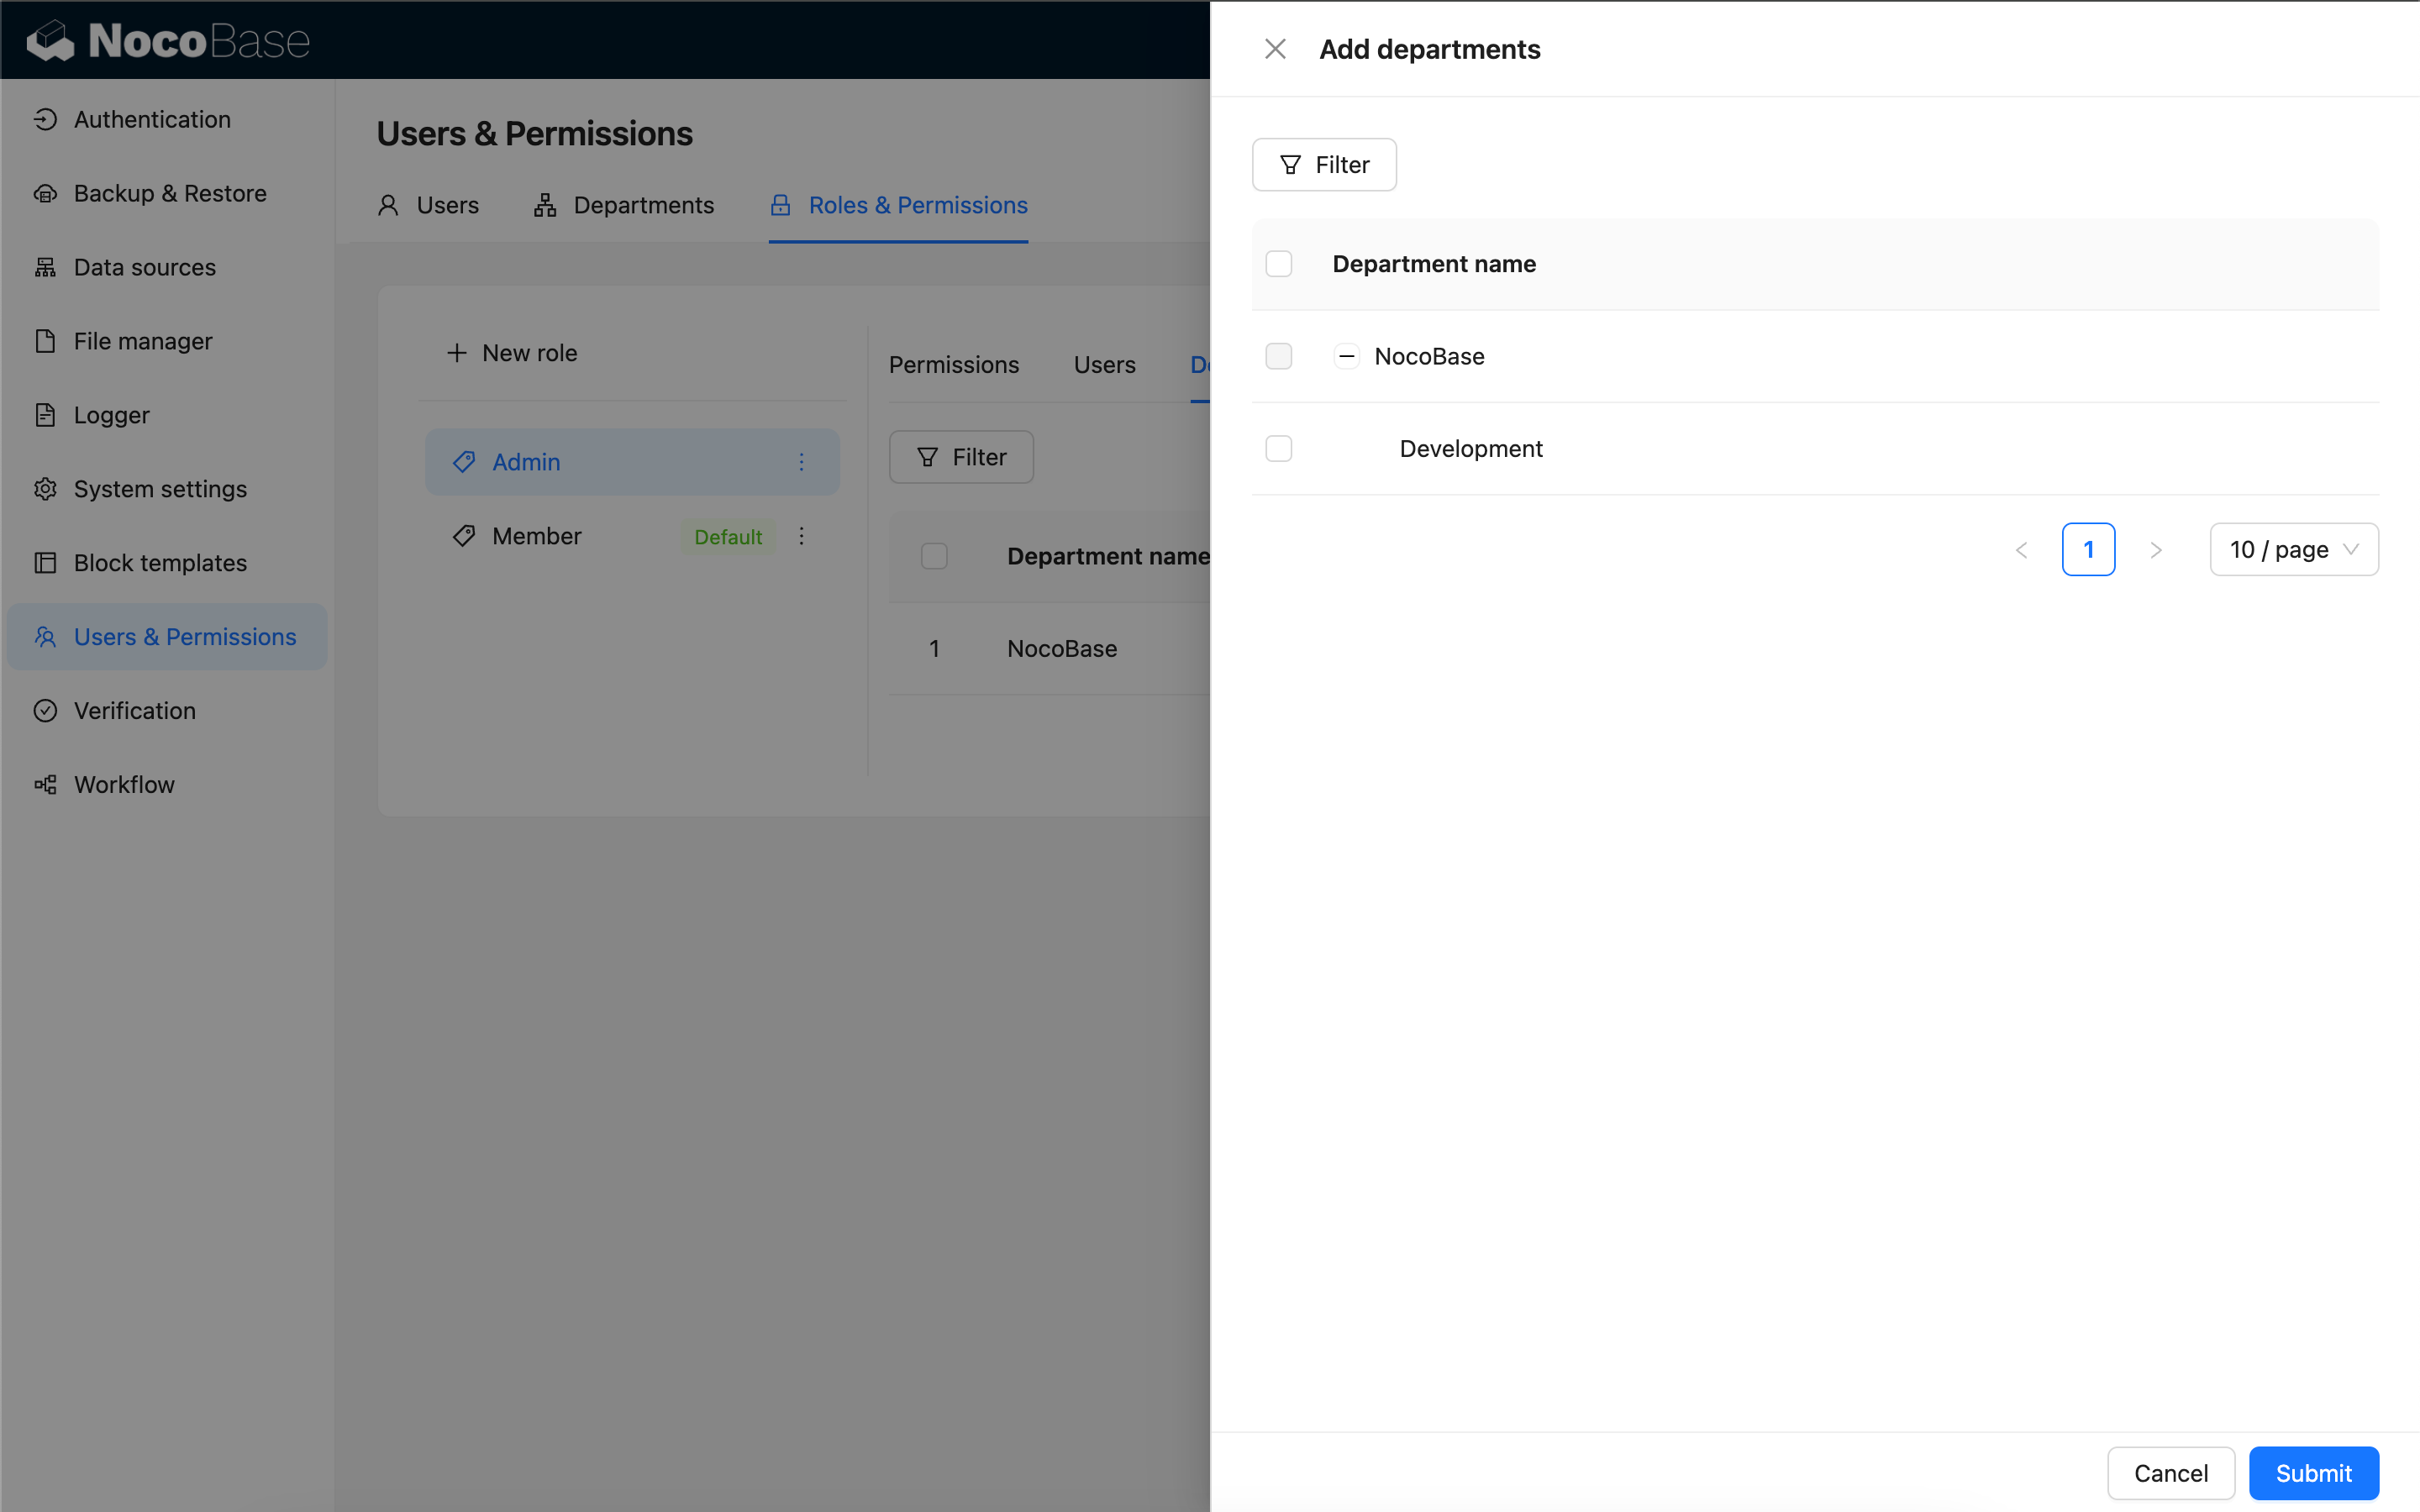 NocoBase
Authentication
Backup & Restore
Data sources
File manager
Logger
System settings
Block templates
Users & Permissions
Verification
Workflow
Users & Permissions
Users
Departments
Roles & Permissions
New role
Admin
Member
Default
Permissions
Users
De
Filter
Department name
1
NocoBase
Add departments
Filter
Department name
NocoBase
Development
1
10 / page
Cancel
Submit